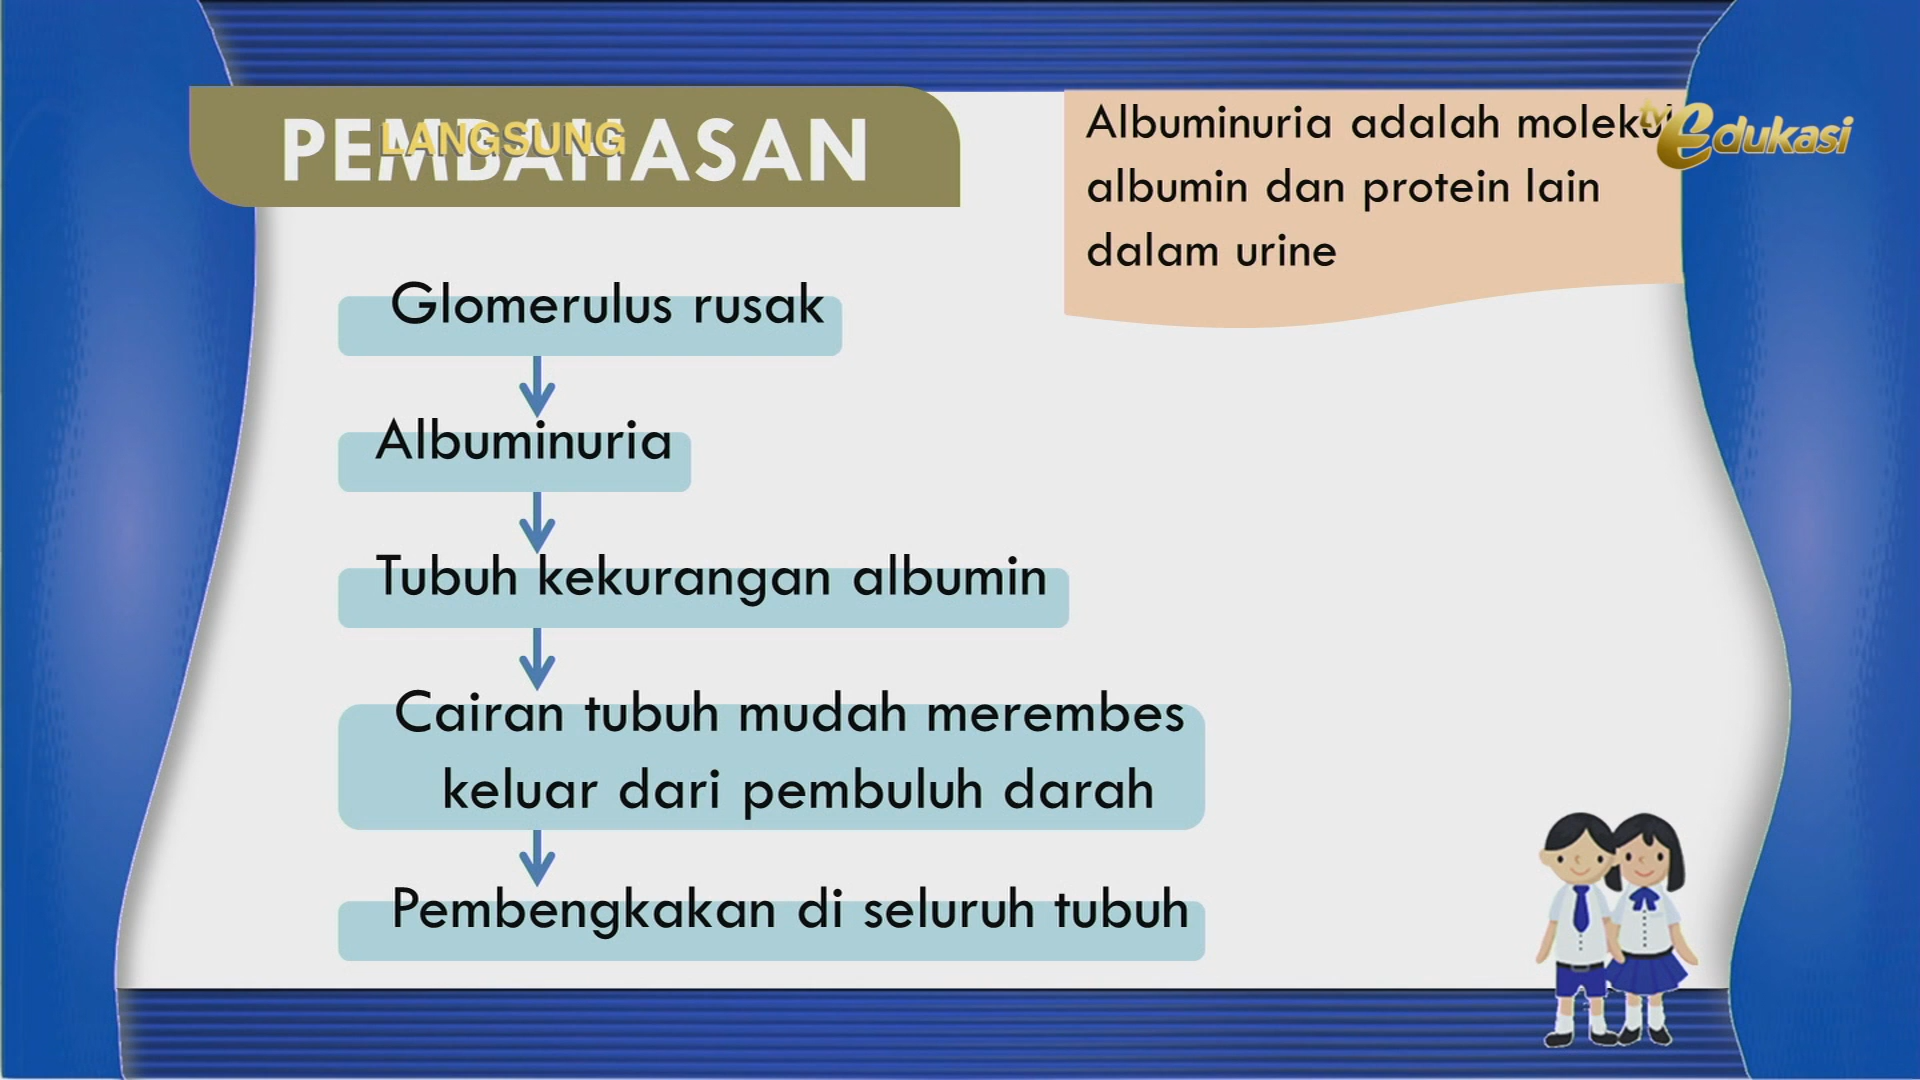 PEMBAHASAN
LANGSUNG
Albuminuria adalah molekul
albumin dan protein lain
dalam urine
tv edukasi
Glomerulus rusak
Albuminuria
Tubuh kekurangan albumin
Cairan tubuh mudah merembes
keluar dari pembuluh darah
Pembengkakan di seluruh tubuh